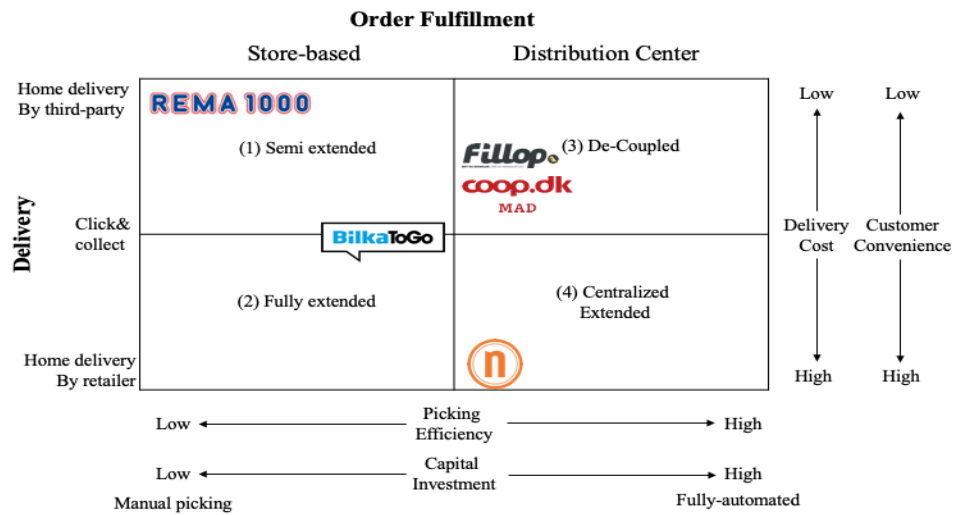 Order Fulfillment
Store-based
Distribution Center
Home delivery
By third-party
REMA 1000
(1) Semi extended
Fillop.
(3) De-Coupled
coop.dk
MAD
Low
Low
Delivery
Click&
collect
BilkaToGo
Delivery
Cost
Customer
Convenience
(2) Fully extended
(4) Centralized
Extended
Home delivery
By retailer
n
High
High
Low
Picking
Efficiency
High
Low
Capital
Investment
High
Manual picking
Fully-automated